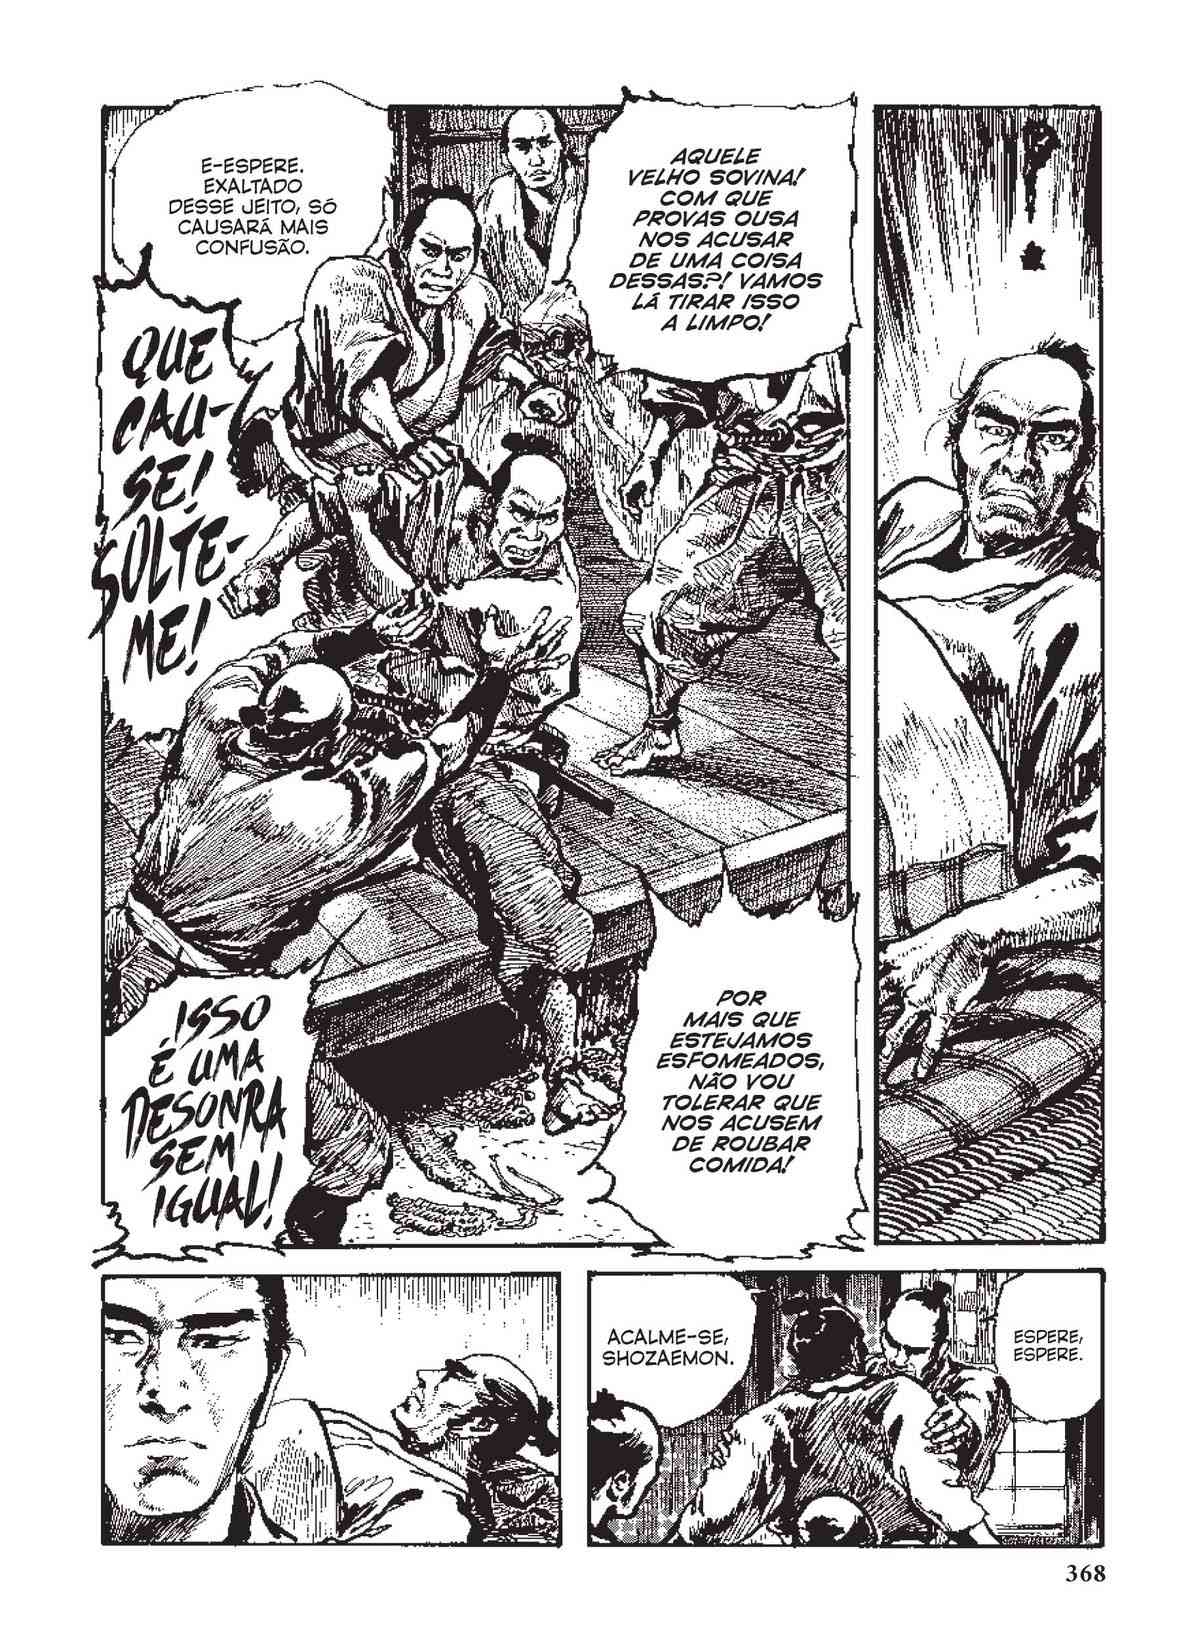 AQUELE
VELHO SOVINA!
COM QUE
PROVAS OUSA
NOS ACUSAR
DE UMA COISA
DESSAS?! VAMOS
LÁ TIRAR ISSO
A LIMPO!
E-ESPERE.
EXALTADO
DESSE JEITO, SÓ
CAUSARÁ MAIS
CONFUSÃO.
QUE
CAU-
SE!
SOLTE-
ME!
POR
MAIS QUE
ESTEJAMOS
ESFOMEADOS,
NÃO VOU
TOLERAR QUE
NOS ACUSEM
DE ROUBAR
COMIDA!
ISSO
É UMA
DESONRA
SEM
IGUAL!
ESPERE,
ESPERE.
ACALME-SE,
SHOZAEMON.
368